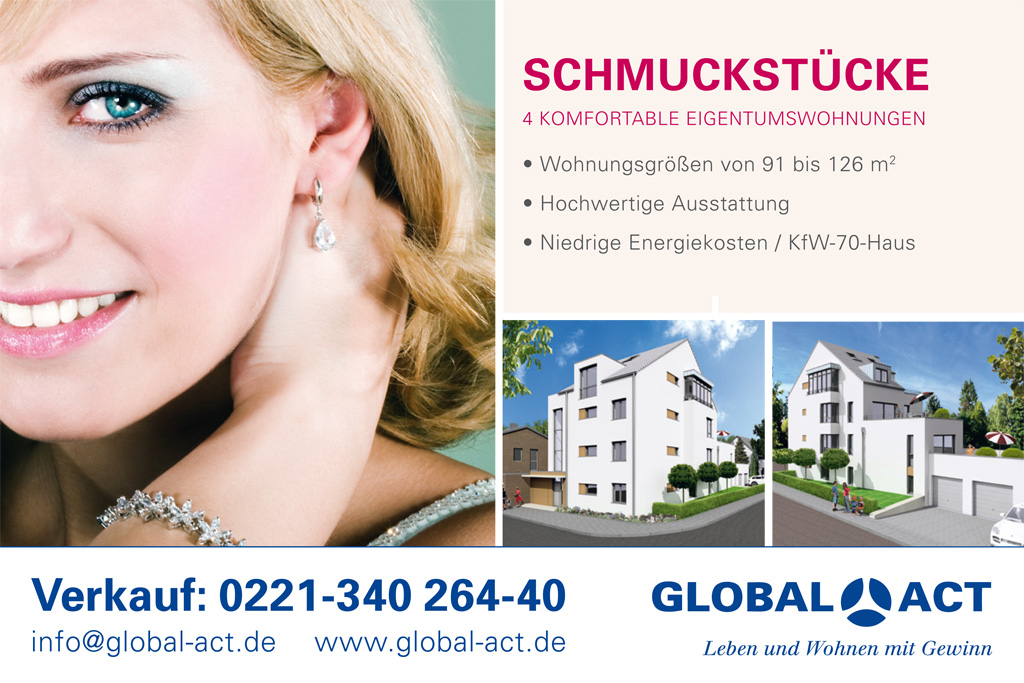 SCHMUCKSTÜCKE
4 KOMFORTABLE EIGENTUMSWOHNUNGEN
• Wohnungsgrößen von 91 bis 126 m²
• Hochwertige Ausstattung
• Niedrige Energiekosten / KfW-70-Haus
Verkauf: 0221-340 264-40
info@global-act.de www.global-act.de
GLOBAL ACT
Leben und Wohnen mit Gewinn